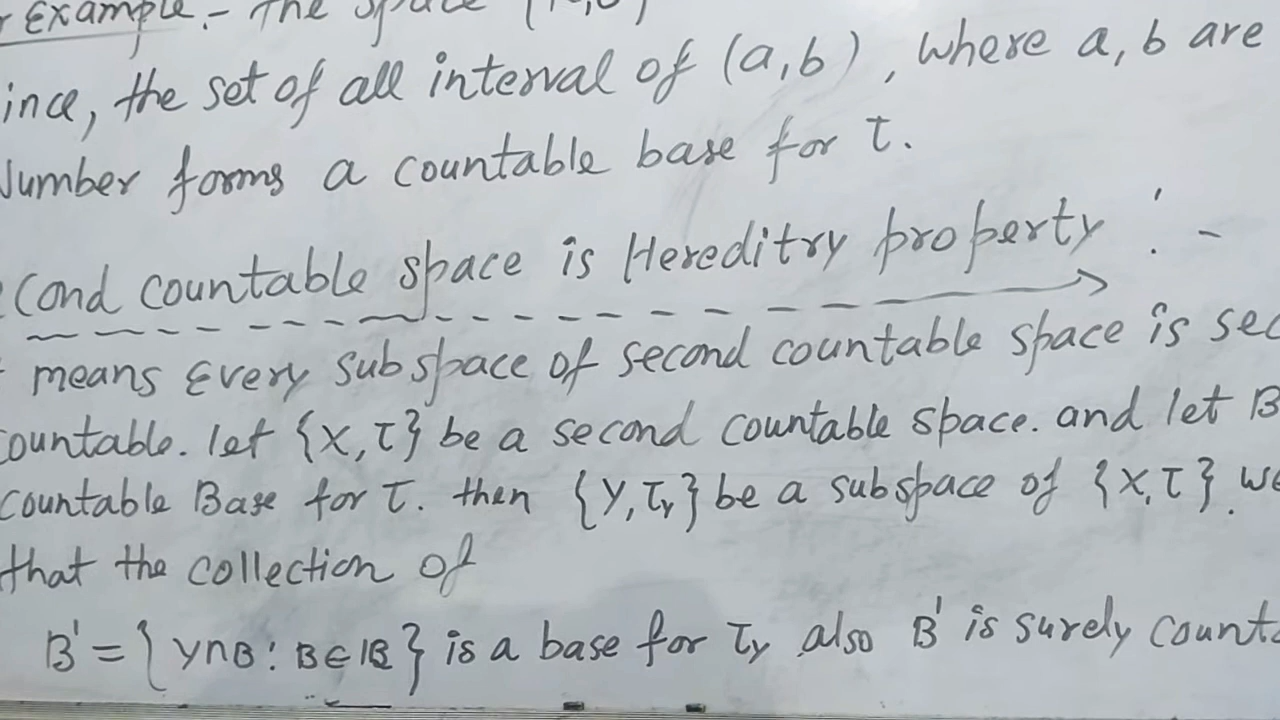 Example.- The space
ince, the set of all interval of (a,b), where a, b are
Number forms a countable base for τ.
cond countable space is Hereditry property :-
means Every subspace of second countable space is sec
countable. let {X, τ} be a second countable space. and let B
countable Base for τ. then {Y, τy} be a subspace of {X, τ}. we
that the collection of
B' = { Y∩B : B∈IB } is a base for τy also B' is surely counta